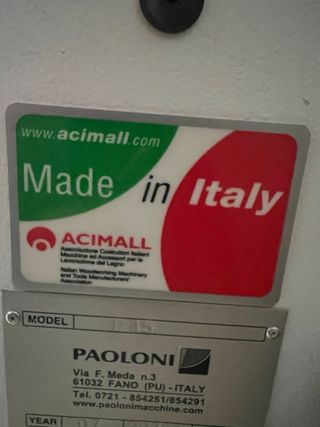 www.acimall.com
Made in Italy
ACIMALL
Associazione Costruttori Italiani
Macchine ed Accessori per la
Lavorazione del Legno
Italian Woodworking Machinery
and Tools Manufacturers'
Association
MODEL
PAOLONI
Via F. Meda n.3
61032 FANO (PU) - ITALY
Tel. 0721 - 854251/854291
www.paolonimacchine.com
YEAR